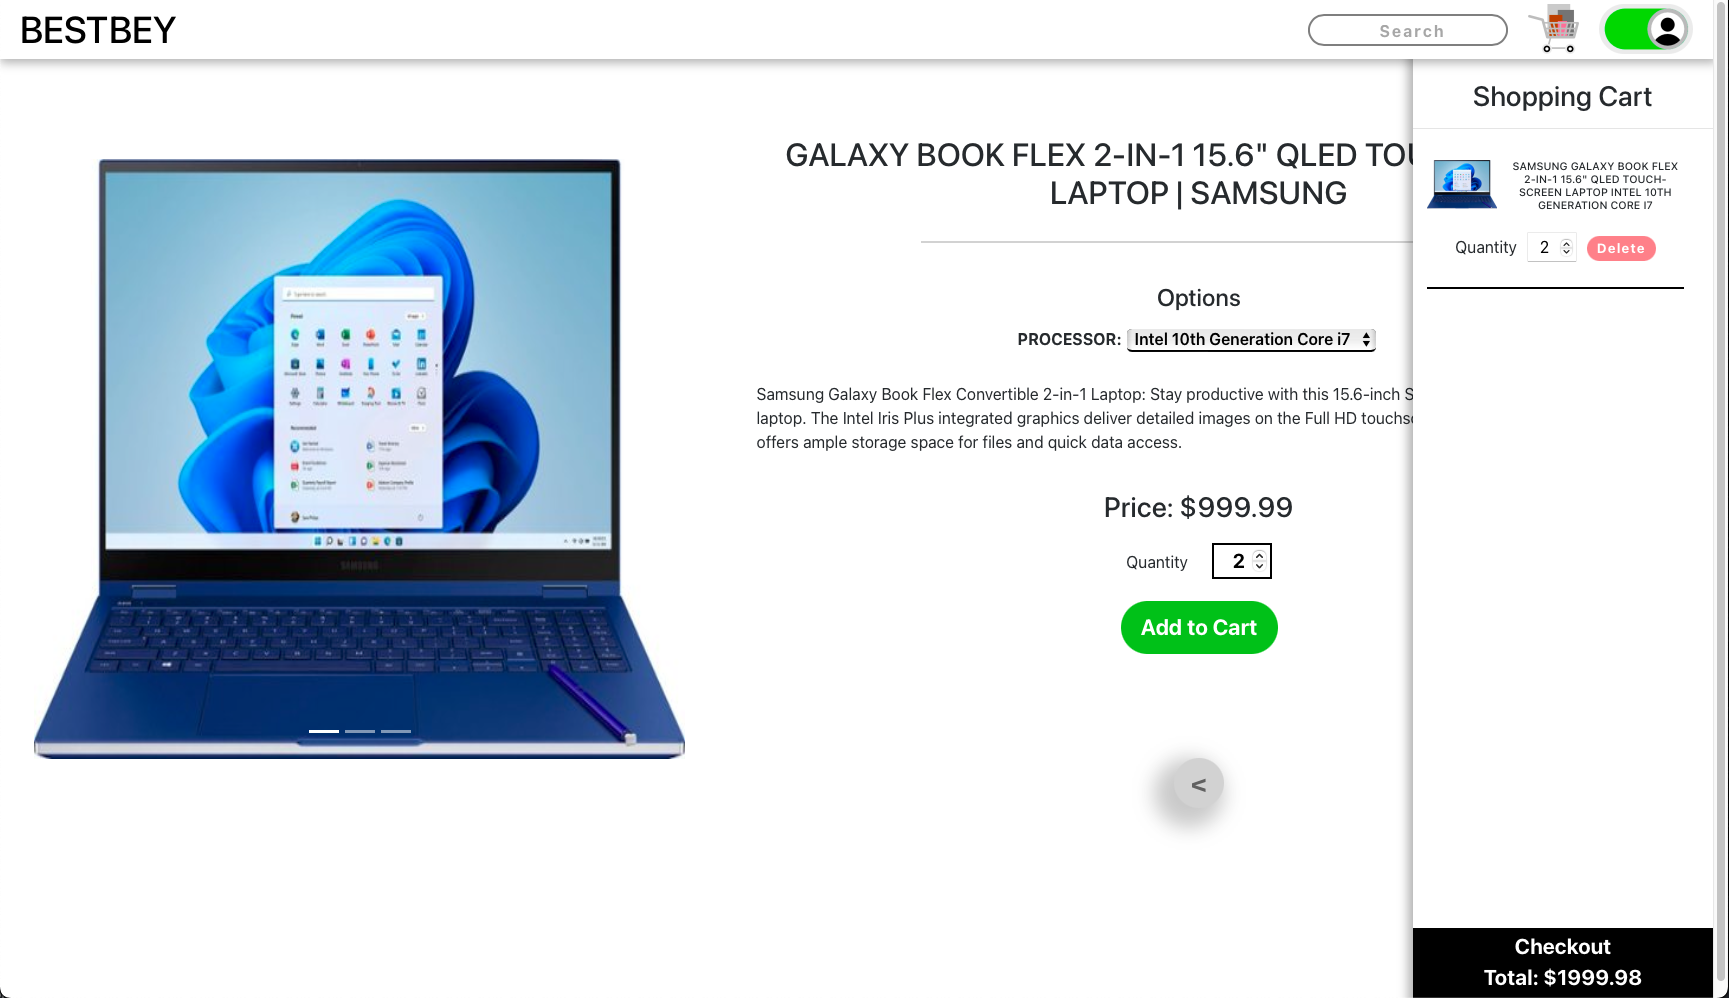 BESTBEY
Search
Shopping Cart
SAMSUNG GALAXY BOOK FLEX
2-IN-1 15.6" QLED TOUCH-
SCREEN LAPTOP INTEL 10TH
GENERATION CORE I7
Quantity 2 Delete
Checkout
Total: $1999.98
GALAXY BOOK FLEX 2-IN-1 15.6" QLED
LAPTOP | SAMSUNG
Options
PROCESSOR: Intel 10th Generation Core i7
Samsung Galaxy Book Flex Convertible 2-in-1 Laptop: Stay productive with this 15.6-inch S
laptop. The Intel Iris Plus integrated graphics deliver detailed images on the Full HD
offers ample storage space for files and quick data access.
Price: $999.99
Quantity 2
Add to Cart
<
SAMSUNG